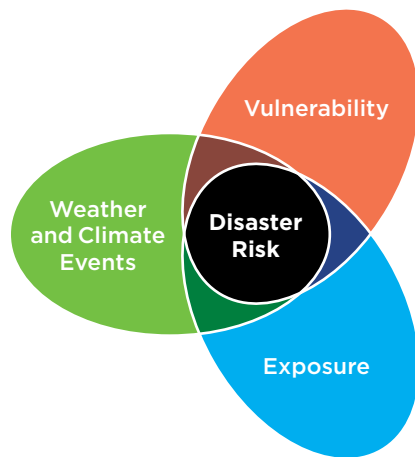 Vulnerability
Weather
and Climate
Events
Disaster
Risk
Exposure